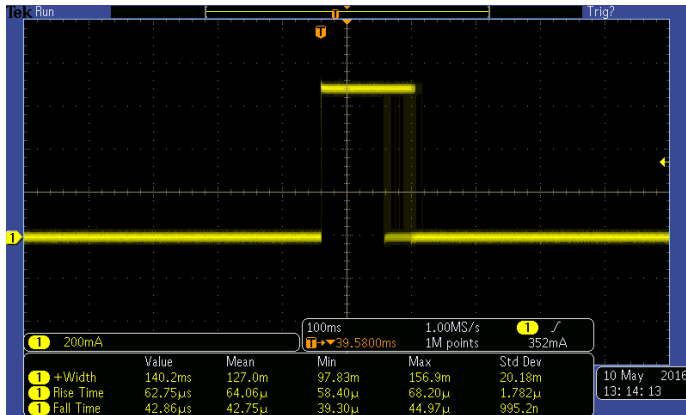 Tek Run Trig?
T
T
1
100ms 1.00MS/s 1
1 200mA T→▼39.5800ms 1M points 352mA
Value Mean Min Max Std Dev
1 +Width 140.2ms 127.0m 97.83m 156.9m 20.18m
1 Rise Time 62.75µs 64.06µ 58.40µ 68.20µ 1.782µ
1 Fall Time 42.86µs 42.75µ 39.30µ 44.97µ 995.2n
10 May 2016
13:14:13